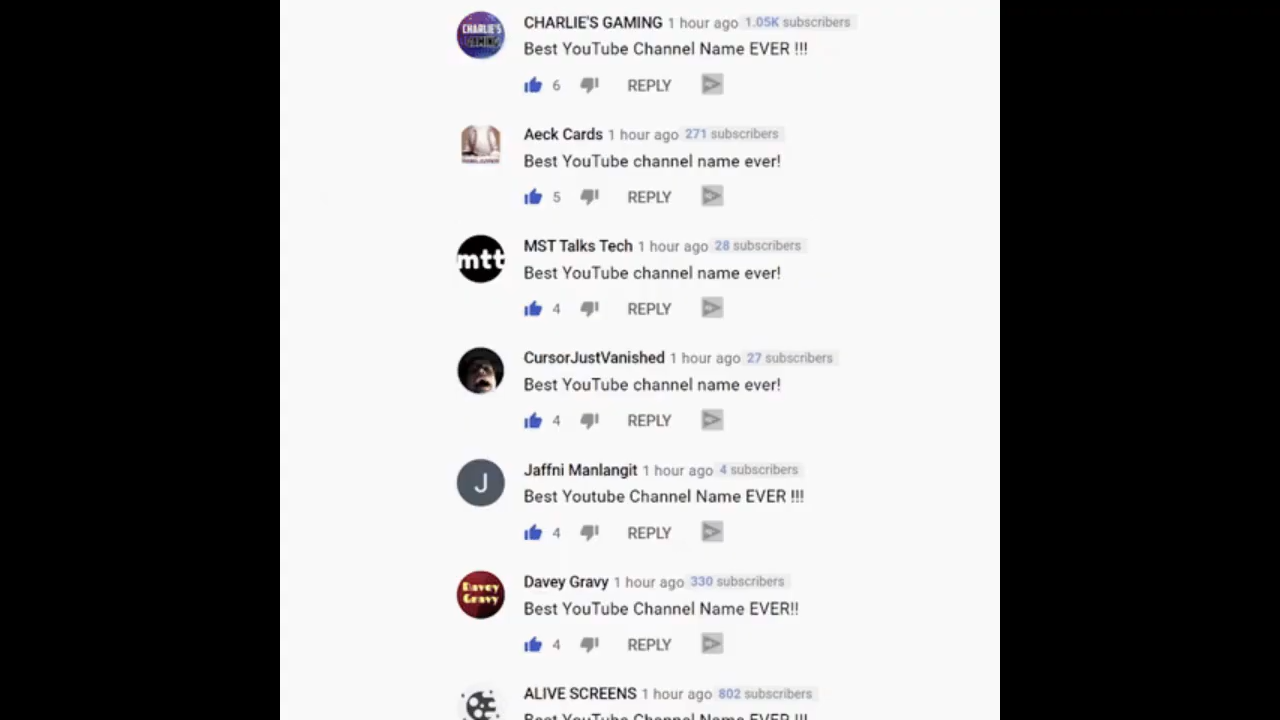 CHARLIE'S GAMING 1 hour ago 1.05K subscribers
CHARLIE'S
GAMING
Best YouTube Channel Name EVER !!!
6 REPLY
Aeck Cards 1 hour ago 271 subscribers
Best YouTube channel name ever!
5 REPLY
MST Talks Tech 1 hour ago 28 subscribers
mtt
Best YouTube channel name ever!
4 REPLY
CursorJustVanished 1 hour ago 27 subscribers
Best YouTube channel name ever!
4 REPLY
Jaffni Manlangit 1 hour ago 4 subscribers
J
Best Youtube Channel Name EVER !!!
4 REPLY
Davey Gravy 1 hour ago 330 subscribers
Davey
Gravy
Best YouTube Channel Name EVER!!
4 REPLY
ALIVE SCREENS 1 hour ago 802 subscribers
Best YouTube Channel Name EVER !!!